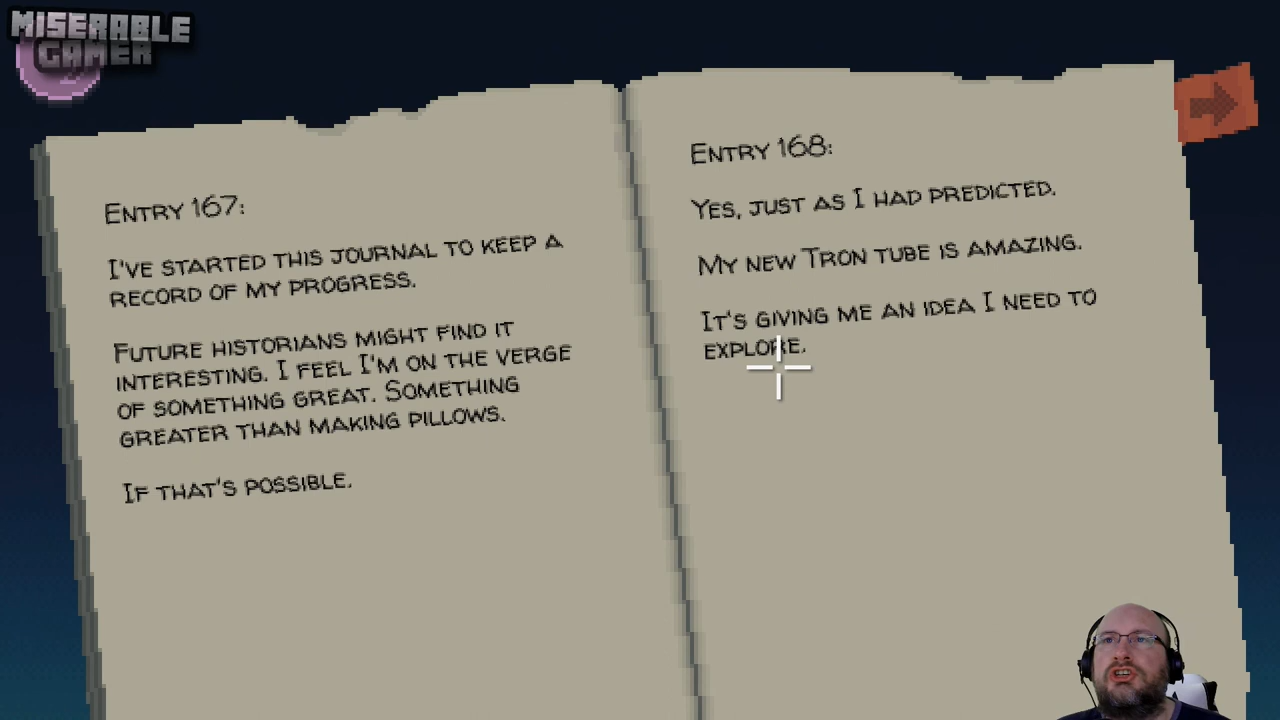 MISERABLE
GAMER
ENTRY 167:
I'VE STARTED THIS JOURNAL TO KEEP A
RECORD OF MY PROGRESS.
FUTURE HISTORIANS MIGHT FIND IT
INTERESTING. I FEEL I'M ON THE VERGE
OF SOMETHING GREAT. SOMETHING
GREATER THAN MAKING PILLOWS.
IF THAT'S POSSIBLE.
ENTRY 168:
YES, JUST AS I HAD PREDICTED.
MY NEW TRON TUBE IS AMAZING.
IT'S GIVING ME AN IDEA I NEED TO
EXPLORE.